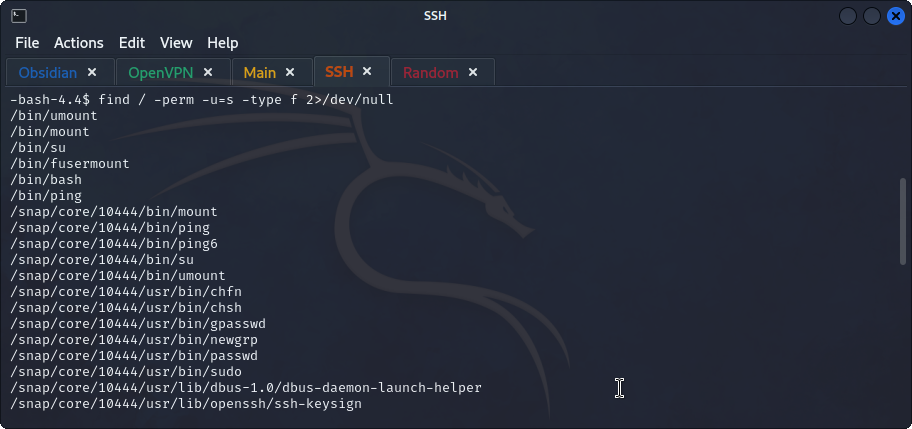 SSH
File Actions Edit View Help
Obsidian × OpenVPN × Main × SSH × Random ×
-bash-4.4$ find / -perm -u=s -type f 2>/dev/null
/bin/umount
/bin/mount
/bin/su
/bin/fusermount
/bin/bash
/bin/ping
/snap/core/10444/bin/mount
/snap/core/10444/bin/ping
/snap/core/10444/bin/ping6
/snap/core/10444/bin/su
/snap/core/10444/bin/umount
/snap/core/10444/usr/bin/chfn
/snap/core/10444/usr/bin/chsh
/snap/core/10444/usr/bin/gpasswd
/snap/core/10444/usr/bin/newgrp
/snap/core/10444/usr/bin/passwd
/snap/core/10444/usr/bin/sudo
/snap/core/10444/usr/lib/dbus-1.0/dbus-daemon-launch-helper
/snap/core/10444/usr/lib/openssh/ssh-keysign